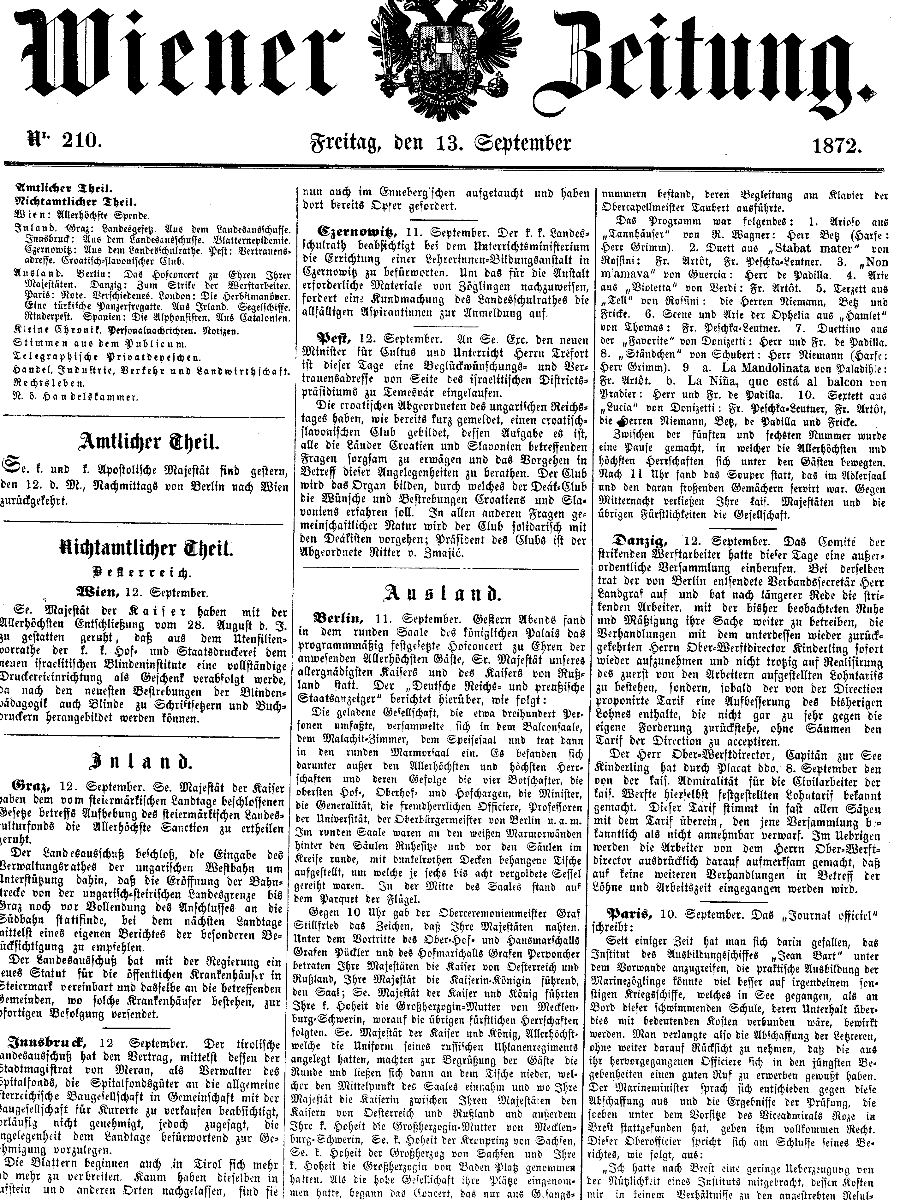 Wiener Zeitung.
Nr. 210.
Freitag, den 13. September
1872.
Amtlicher Theil.
Nichtamtlicher Theil.
Wien: Allerhöchste Spende.
Inland. Graz: Landesgesetz. Aus dem Landesausschusse.
Innsbruck: Aus dem Landesausschusse. Blatternepidemie.
Czernowitz: Aus dem Landesschulrathe. Pest: Vertrauens-
adresse. Croatisch-slavonischer Club.
Ausland. Berlin: Das Hofconcert zu Ehren Ihrer
Majestäten. Danzig: Zum Strike der Werftarbeiter.
Paris: Note. Verschiedenes. London: Die Herbstmanöver.
Eine türkische Panzerfregatte. Aus Irland. Segelschiffe.
Rinderpest. Spanien: Die Alphonsisten. Aus Catalonien.
Kleine Chronik. Personalnachrichten. Notizen.
Stimmen aus dem Publicum.
Telegraphische Privatdepeschen.
Handel, Industrie, Verkehr und Landwirthschaft.
Rechtsleben.
N. ö. Handelskammer.
Amtlicher Theil.
Se. k. und k. Apostolische Majestät sind gestern,
den 12. d. M., Nachmittags von Berlin nach Wien
zurückgekehrt.
Nichtamtlicher Theil.
Oesterreich.
Wien, 12. September.
Se. Majestät der Kaiser haben mit der
Allerhöchsten Entschließung vom 28. August d. J.
zu gestatten geruht, daß aus dem Utensilien-
vorrathe der k. k. Hof- und Staatsdruckerei dem
neuen israelitischen Blindeninstitute eine vollständige
Druckereieinrichtung als Geschenk verabfolgt werde,
da nach den neuesten Bestrebungen der Blinden-
pädagogik auch Blinde zu Schriftsetzern und Buch-
druckern herangebildet werden können.
Inland.
Graz, 12. September. Se. Majestät der Kaiser
haben dem vom steiermärkischen Landtage beschlossenen
Gesetze betreffs Aufhebung des steiermärkischen Landes-
culturfonds die Allerhöchste Sanction zu ertheilen
geruht.
Der Landesausschuß beschloß, die Eingabe des
Verwaltungsrathes der ungarischen Westbahn um
Unterstützung dahin, daß die Eröffnung der Bahn-
strecke von der ungarisch-steirischen Landesgrenze bis
Graz noch vor Vollendung des Anschlusses an die
Südbahn stattfinde, bei dem nächsten Landtage
mittelst eines eigenen Berichtes der besonderen Be-
rücksichtigung zu empfehlen.
Der Landesausschuß hat mit der Regierung ein
neues Statut für die öffentlichen Krankenhäuser in
Steiermark vereinbart und dasselbe an die betreffenden
Gemeinden, wo solche Krankenhäuser bestehen, zur
sofortigen Befolgung versendet.
Innsbruck, 12 September. Der tirolische
Landesausschuß hat den Vertrag, mittelst dessen der
Stadtmagistrat von Meran, als Verwalter des
Spitalfonds, die Spitalfondsgüter an die allgemeine
österreichische Baugesellschaft in Gemeinschaft mit der
Baugesellschaft für Kurorte zu verkaufen beabsichtigt,
vorläufig nicht genehmigt, jedoch zugesagt, die
Angelegenheit dem Landtage befürwortend zur Ge-
nehmigung vorzulegen.
Die Blattern beginnen auch in Tirol sich mehr
und mehr zu verbreiten. Kaum haben dieselben in
Kufstein und anderen Orten nachgelassen, sind sie
nun auch im Enneberg'schen aufgetaucht und haben
dort bereits Opfer gefordert.
Czernowitz, 11. September. Der k. k. Landes-
schulrath beabsichtigt bei dem Unterrichtsministerium
die Errichtung einer Lehrerinnen-Bildungsanstalt in
Czernowitz zu befürworten. Um das für die Anstalt
erforderliche Materiale von Zöglingen nachzuweisen,
fordert eine Kundmachung des Landesschulrathes die
allfälligen Aspirantinnen zur Anmeldung auf.
Pest, 12. September. An Se. Exc. den neuen
Minister für Cultus und Unterricht Herrn Trefort
ist dieser Tage eine Beglückwünschungs- und Ver-
trauensadresse von Seite des israelitischen Districts-
präsidiums zu Temesvár eingelaufen.
Die croatischen Abgeordneten des ungarischen Reichs-
tages haben, wie bereits kurz gemeldet, einen croatisch-
slavonischen Club gebildet, dessen Aufgabe es ist,
alle die Länder Croatien und Slavonien betreffenden
Fragen sorgsam zu erwägen und das Vorgehen in
Betreff dieser Angelegenheiten zu berathen. Der Club
wird das Organ bilden, durch welches der Deák-Club
die Wünsche und Bestrebungen Croatiens und Sla-
voniens erfahren soll. In allen anderen Fragen ge-
meinschaftlicher Natur wird der Club solidarisch mit
den Deákisten vorgehen; Präsident des Clubs ist der
Abgeordnete Ritter v. Zmajić.
Ausland.
Berlin, 11. September. Gestern Abends fand
in dem runden Saale des königlichen Palais das
programmmäßig festgesetzte Hofconcert zu Ehren der
anwesenden Allerhöchsten Gäste, Sr. Majestät unseres
allergnädigsten Kaisers und des Kaisers von Ruß-
land statt. Der „Deutsche Reichs- und preußische
Staatsanzeiger" berichtet hierüber, wie folgt:
Die geladene Gesellschaft, die etwa dreihundert Per-
sonen umfaßte, versammelte sich in dem Balconsaale,
dem Malachit-Zimmer, dem Speisesaal und trat dann
in den runden Marmorsaal ein. Es befanden sich
darunter außer den Allerhöchsten und höchsten Herr-
schaften und deren Gefolge die vier Botschafter, die
obersten Hof-, Oberhof- und Hofchargen, die Minister,
die Generalität, die fremdherrlichen Officiere, Professoren
der Universität, der Oberbürgermeister von Berlin u. a. m.
Im runden Saale waren an den weißen Marmorwänden
hinter den Säulen Ruhesitze und vor den Säulen im
Kreise runde, mit dunkelrothen Decken behangene Tische
aufgestellt, um welche je sechs bis acht vergoldete Sessel
gereiht waren. In der Mitte des Saales stand auf
dem Parquet der Flügel.
Gegen 10 Uhr gab der Oberceremonienmeister Graf
Stillfried das Zeichen, daß Ihre Majestäten nahten.
Unter dem Vortritte des Ober-Hof- und Hausmarschalls
Grafen Pückler und des Hofmarschalls Grafen Perponcher
betraten Ihre Majestäten die Kaiser von Oesterreich und
Rußland, Ihre Majestät die Kaiserin-Königin führend,
den Saal; Se. Majestät der Kaiser und König führten
Ihre k. Hoheit die Großherzogin-Mutter von Mecklen-
burg-Schwerin, worauf die übrigen fürstlichen Herrschaften
folgten. Se. Majestät der Kaiser und König, Allerhöchst-
welche die Uniform seines russischen Uhlanenregiments
angelegt hatten, machten zur Begrüßung der Gäste die
Runde und ließen sich dann an dem Tische nieder, wel-
cher den Mittelpunkt des Saales einnahm und wo Ihre
Majestät die Kaiserin zwischen Ihren Majestäten den
Kaisern von Oesterreich und Rußland und außerdem
Ihre k. Hoheit die Großherzogin-Mutter von Mecklen-
burg-Schwerin, Se. k. Hoheit der Kronprinz von Sachsen,
Se. k. Hoheit der Großherzog von Sachsen und Ihre
k. Hoheit die Großherzogin von Baden Platz genommen
hatten. Als die hohe Gesellschaft ihre Plätze eingenom-
men hatte, begann das Concert, das nur aus Gesangs-
nummern bestand, deren Begleitung am Klavier der
Obercapellmeister Taubert ausführte.
Das Programm war folgendes: 1. Arioso aus
„Tannhäuser" von R. Wagner: Herr Betz (Harfe:
Herr Grimm). 2. Duett aus „Stabat mater" von
Rossini: Fr. Artôt, Fr. Peschka-Leutner. 3. „Non
m'amava" von Guercia: Herr de Padilla. 4. Arie
aus „Violetta" von Verdi: Fr. Artôt. 5. Terzett aus
„Tell" von Rossini: die Herren Niemann, Betz und
Fricke. 6. Scene und Arie der Ophelia aus „Hamlet"
von Thomas: Fr. Peschka-Leutner. 7. Duettino aus
der „Favorite" von Donizetti: Herr und Fr. de Padilla.
8. „Ständchen" von Schubert: Herr Niemann (Harfe:
Herr Grimm). 9 a. La Mandolinata von Paladihle:
Fr. Artôt. b. La Niña, que está al balcon von
Pradier: Herr und Fr. de Padilla. 10. Sextett aus
„Lucia" von Donizetti: Fr. Peschka-Leutner, Fr. Artôt,
die Herren Niemann, Betz, de Padilla und Fricke.
Zwischen der fünften und sechsten Nummer wurde
eine Pause gemacht, in welcher die Allerhöchsten und
höchsten Herrschaften sich unter den Gästen bewegten.
Nach 11 Uhr fand das Souper statt, das im Adlersaal
und den daran stoßenden Gemächern servirt war. Gegen
Mitternacht verließen Ihre kais. Majestäten und die
übrigen Fürstlichkeiten die Gesellschaft.
Danzig, 12. September. Das Comité der
strikenden Werftarbeiter hatte dieser Tage eine außer-
ordentliche Versammlung einberufen. Bei derselben
trat der von Berlin entsendete Verbandssecretär Herr
Landgraf auf und bat nach längerer Rede die stri-
kenden Arbeiter, mit der bisher beobachteten Ruhe
und Mäßigung ihre Sache weiter zu betreiben, die
Verhandlungen mit dem unterdessen wieder zurück-
gekehrten Herrn Ober-Werftdirector Kinderling sofort
wieder aufzunehmen und nicht trotzig auf Realisirung
des zuerst von den Arbeitern aufgestellten Lohntarifs
zu bestehen, sondern, sobald der von der Direction
proponirte Tarif eine Aufbesserung des bisherigen
Lohnes enthalte, die nicht gar zu sehr gegen die
eigene Forderung zurückstehe, ohne Säumen den
Tarif der Direction zu acceptiren.
Der Herr Ober-Werftdirector, Capitän zur See
Kinderling hat durch Placat ddo. 8. September den
von der kais. Admiralität für die Civilarbeiter der
kais. Werfte hierselbst festgestellten Lohntarif bekannt
gemacht. Dieser Tarif stimmt in fast allen Sätzen
mit dem Tarif überein, den jene Versammlung be-
kanntlich als nicht annehmbar verwarf. Im Uebrigen
werden die Arbeiter von dem Herrn Ober-Werft-
director ausdrücklich darauf aufmerksam gemacht, daß
auf keine weiteren Verhandlungen in Betreff der
Löhne und Arbeitszeit eingegangen werden wird.
Paris, 10. September. Das „Journal officiel"
schreibt:
Seit einiger Zeit hat man sich darin gefallen, das
Institut des Ausbildungsschiffes „Jean Bart" unter
dem Vorwande anzugreifen, die praktische Ausbildung der
Marinezöglinge könnte viel besser auf irgendeinem son-
stigen Kriegsschiffe, welches in See gegangen, als an
Bord dieser schwimmenden Schule, deren Unterhalt über-
dies mit bedeutenden Kosten verbunden wäre, bewirkt
werden. Man verlangte also die Abschaffung der Letzteren,
ohne weiter darauf Rücksicht zu nehmen, daß die aus
ihr hervorgegangenen Officiere sich in den jüngsten Be-
gebenheiten einen guten Ruf zu erwerben gewußt haben.
Der Marineminister sprach sich entschieden gegen diese
Abschaffung aus und die Ergebnisse der Prüfung, die
soeben unter dem Vorsitze des Viceadmirals Roze in
Brest stattgefunden hat, geben ihm vollkommen Recht.
Dieser Oberofficier spricht sich am Schlusse seines Be-
richtes, wie folgt, aus:
„Ich hatte nach Brest eine geringe Ueberzeugung von
der Nützlichkeit eines Instituts mitgebracht, dessen Kosten
mir in keinem Verhältnisse zu den angestrebten Resul-